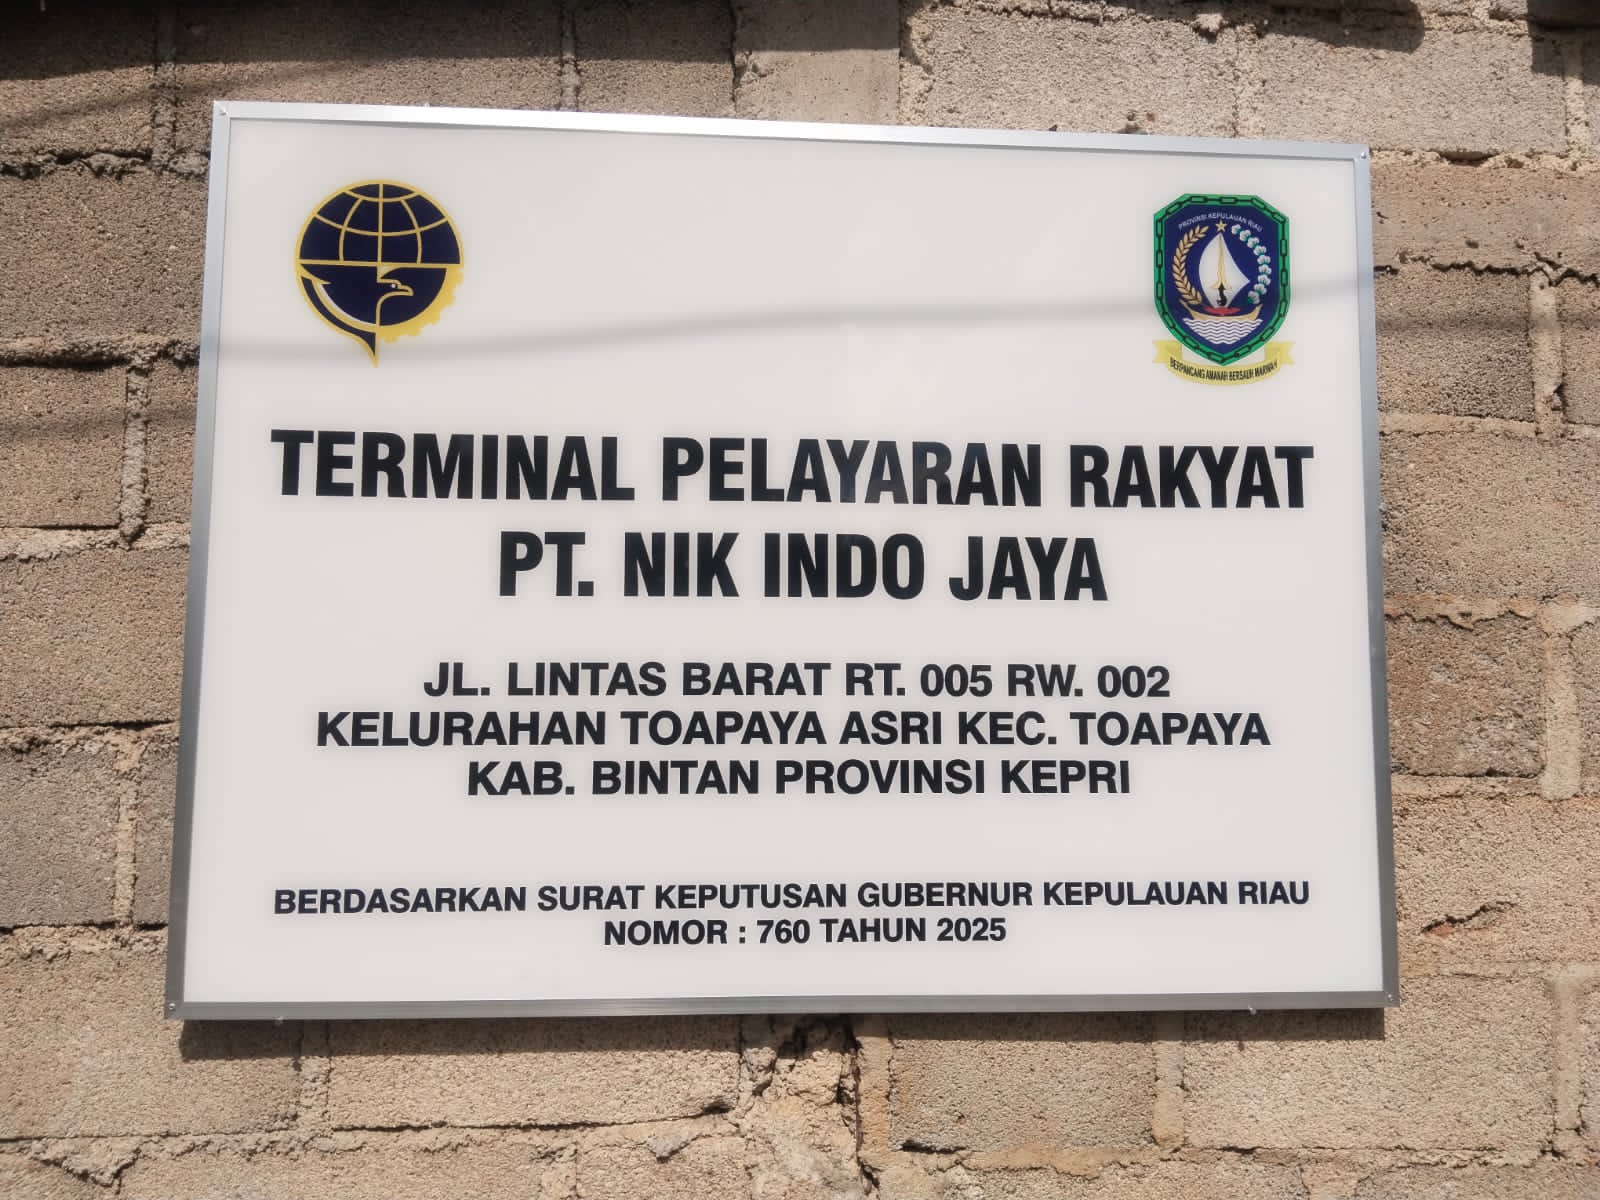 PROVINSI KEPULAUAN RIAU
BERPANCANG AMANAH BERSAUH MARWAH
TERMINAL PELAYARAN RAKYAT
PT. NIK INDO JAYA
JL. LINTAS BARAT RT. 005 RW. 002
KELURAHAN TOAPAYA ASRI KEC. TOAPAYA
KAB. BINTAN PROVINSI KEPRI
BERDASARKAN SURAT KEPUTUSAN GUBERNUR KEPULAUAN RIAU
NOMOR : 760 TAHUN 2025